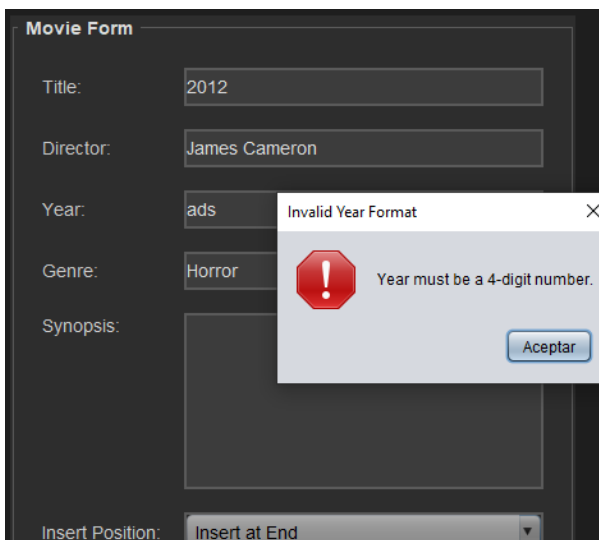 Movie Form
Title:
2012
Director:
James Cameron
Year:
ads
Invalid Year Format
Year must be a 4-digit number.
Aceptar
Genre:
Horror
Synopsis:
Insert Position:
Insert at End